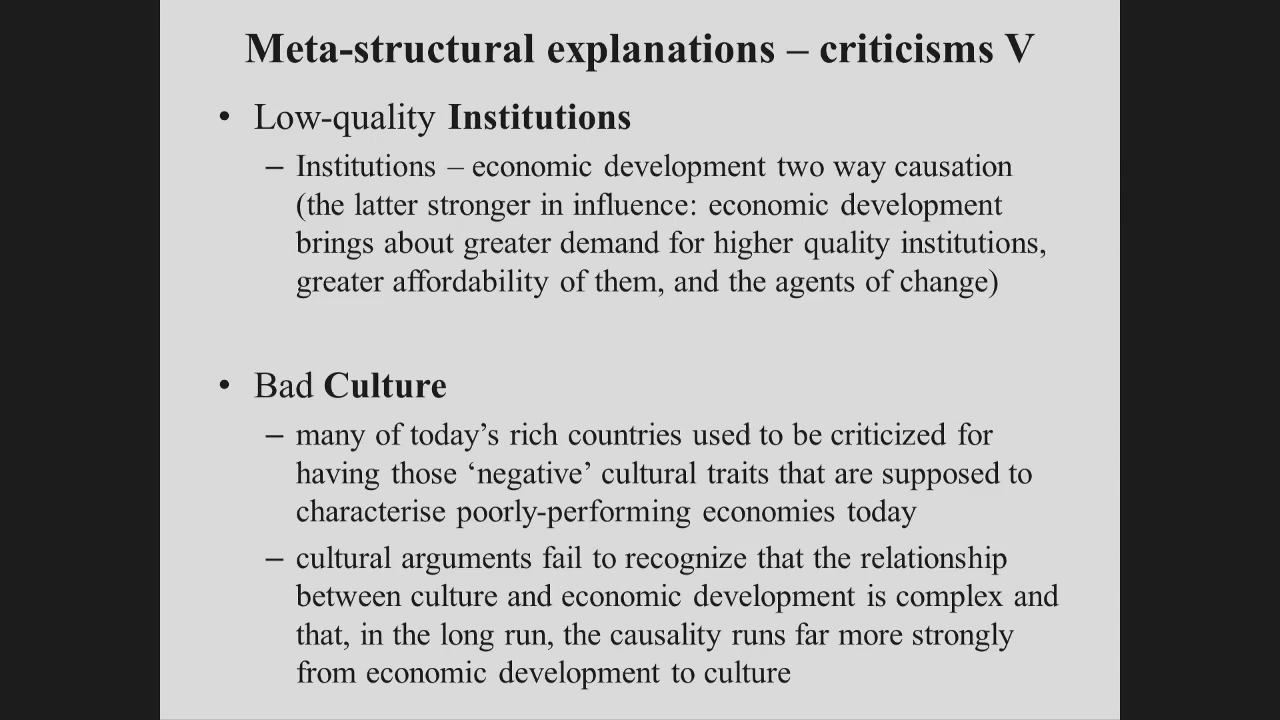 Meta-structural explanations – criticisms V
• Low-quality Institutions
– Institutions – economic development two way causation
(the latter stronger in influence: economic development
brings about greater demand for higher quality institutions,
greater affordability of them, and the agents of change)
• Bad Culture
– many of today’s rich countries used to be criticized for
having those ‘negative’ cultural traits that are supposed to
characterise poorly-performing economies today
– cultural arguments fail to recognize that the relationship
between culture and economic development is complex and
that, in the long run, the causality runs far more strongly
from economic development to culture